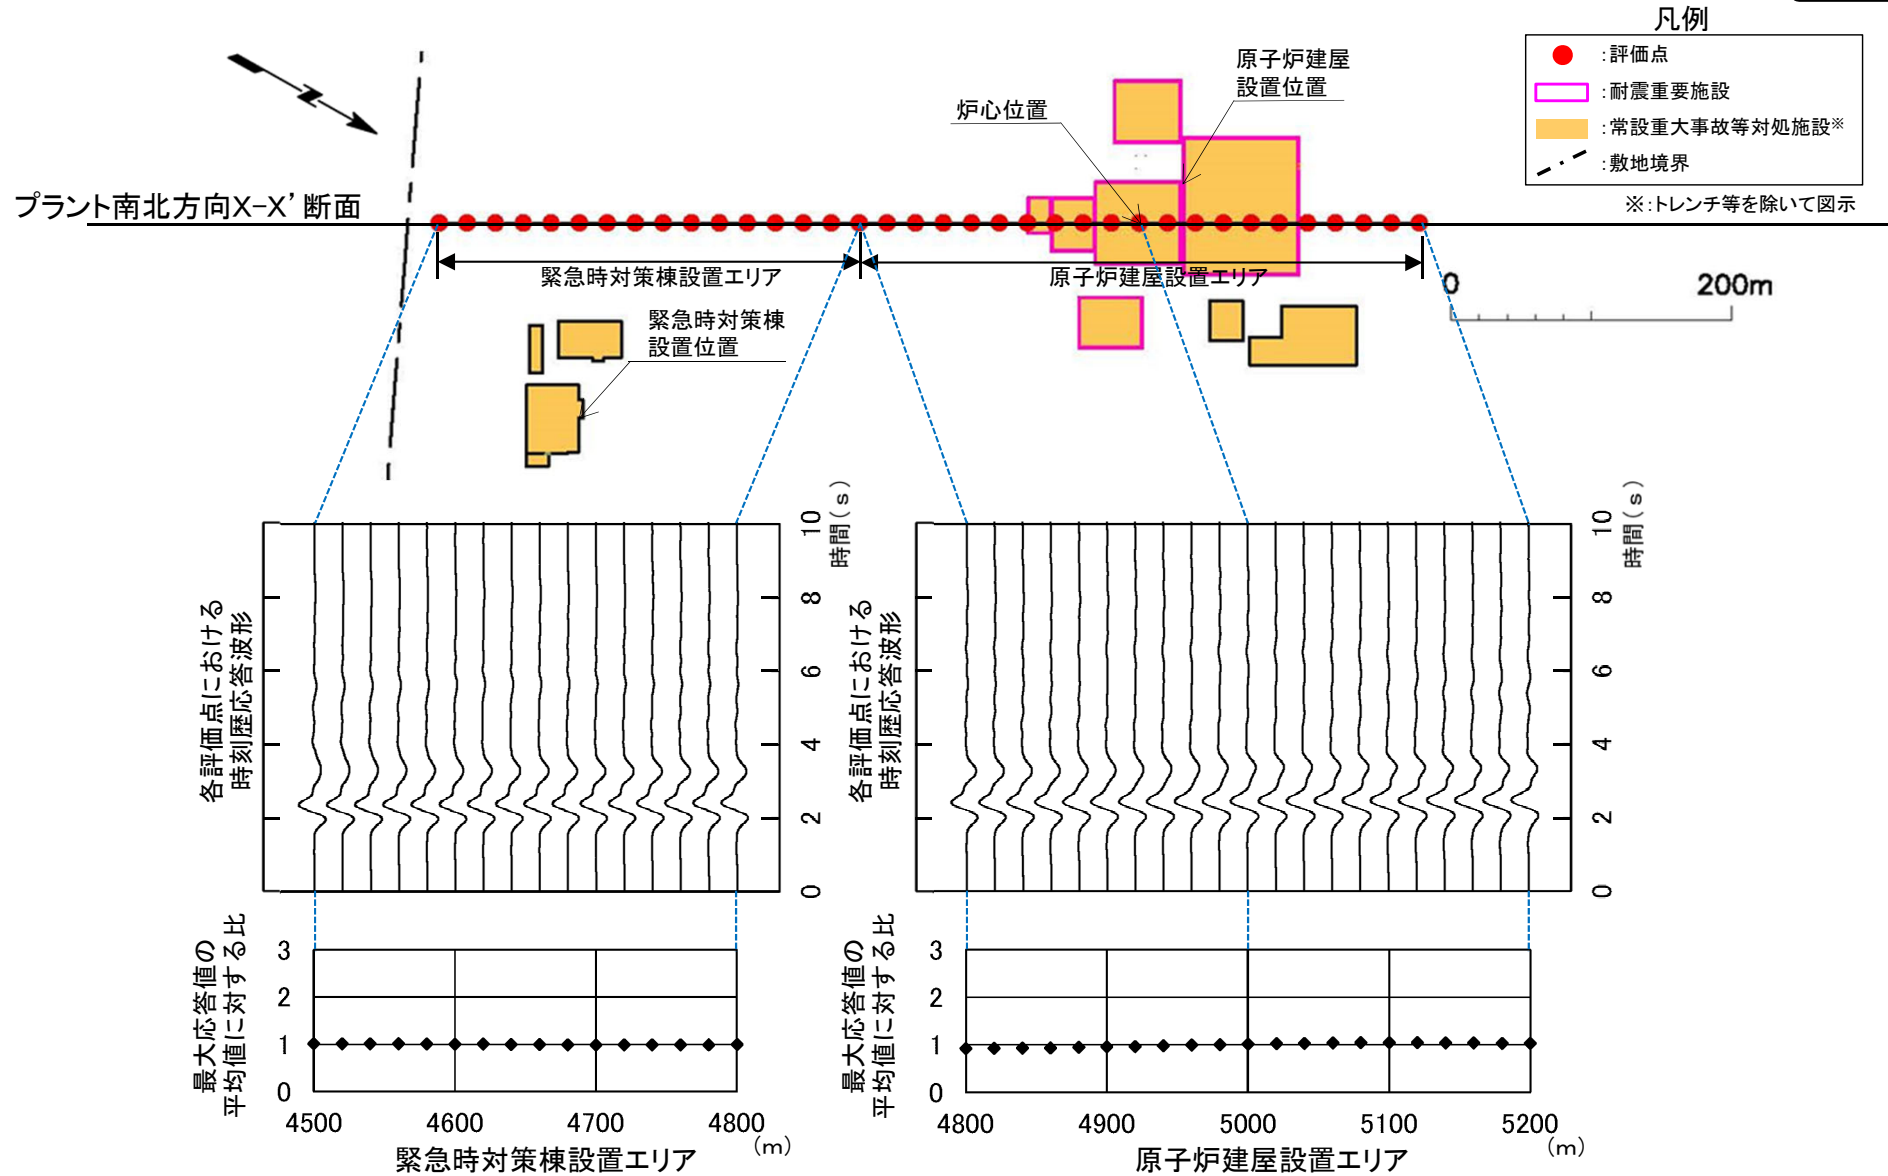 凡例
:評価点
:耐震重要施設
:常設重大事故等対処施設※
:敷地境界
※:トレンチ等を除いて図示
原子炉建屋
設置位置
炉心位置
プラント南北方向X−X’断面
緊急時対策棟設置エリア
原子炉建屋設置エリア
0
200m
緊急時対策棟
設置位置
各評価点における
時刻歴応答波形
0
2
4
6
8
10
時間(s)
各評価点における
時刻歴応答波形
0
2
4
6
8
10
時間(s)
最大応答値の
平均値に対する比
3
2
1
0
4500 4600 4700 4800
(m)
緊急時対策棟設置エリア
最大応答値の
平均値に対する比
3
2
1
0
4800 4900 5000 5100 5200
(m)
原子炉建屋設置エリア